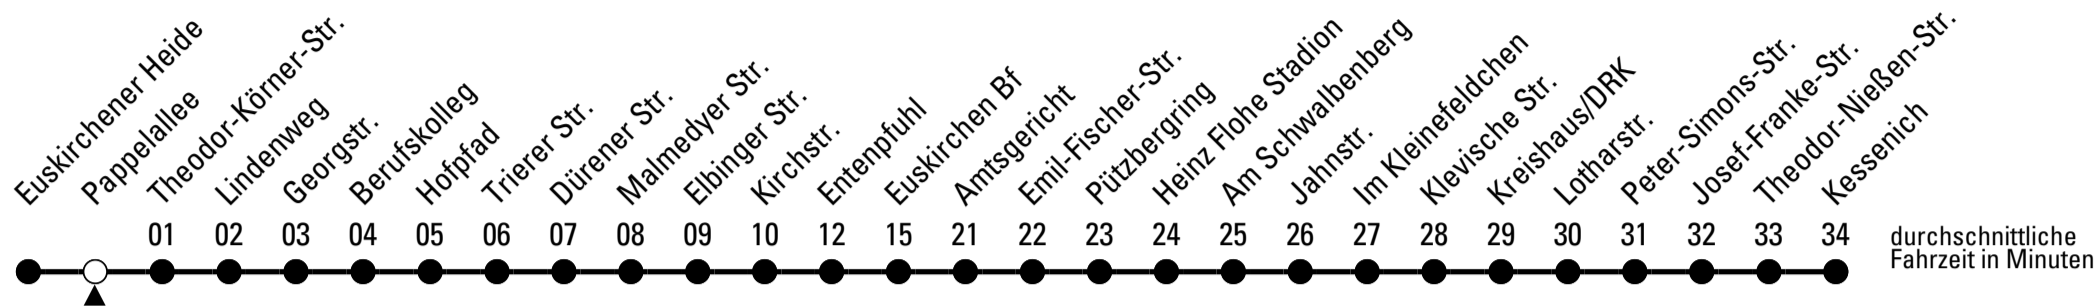 Euskirchener Heide
Pappelallee
Theodor-Körner-Str.
Lindenweg
Georgstr.
Berufskolleg
Hofpfad
Trierer Str.
Dürener Str.
Malmedyer Str.
Elbinger Str.
Kirchstr.
Entenpfuhl
Euskirchen Bf
Amtsgericht
Emil-Fischer-Str.
Pützbergring
Heinz Flohe Stadion
Am Schwalbenberg
Jahnstr.
Im Kleinefeldchen
Klevische Str.
Kreishaus/DRK
Lotharstr.
Peter-Simons-Str.
Josef-Franke-Str.
Theodor-Nießen-Str.
Kessenich
01 02 03 04 05 06 07 08 09 10 12 15 21 22 23 24 25 26 27 28 29 30 31 32 33 34
durchschnittliche
Fahrzeit in Minuten